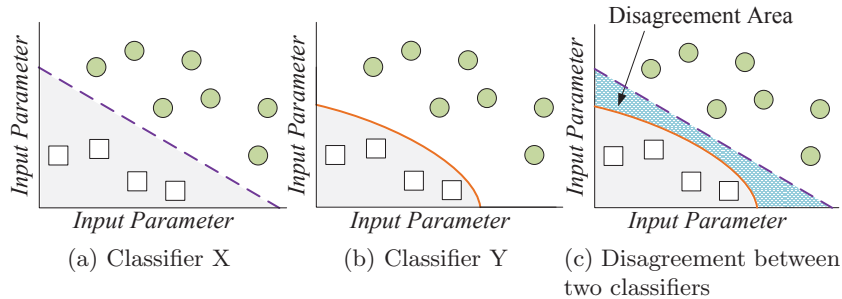 Disagreement Area
Input Parameter
Input Parameter
Input Parameter
Input Parameter
Input Parameter
Input Parameter
(a) Classifier X
(b) Classifier Y
(c) Disagreement between
two classifiers